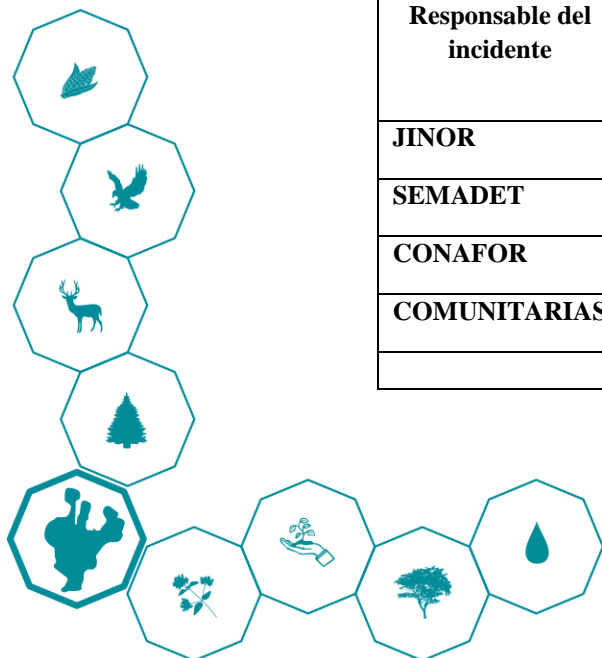 Responsable del
incidente
JINOR
SEMADET
CONAFOR
COMUNITARIAS